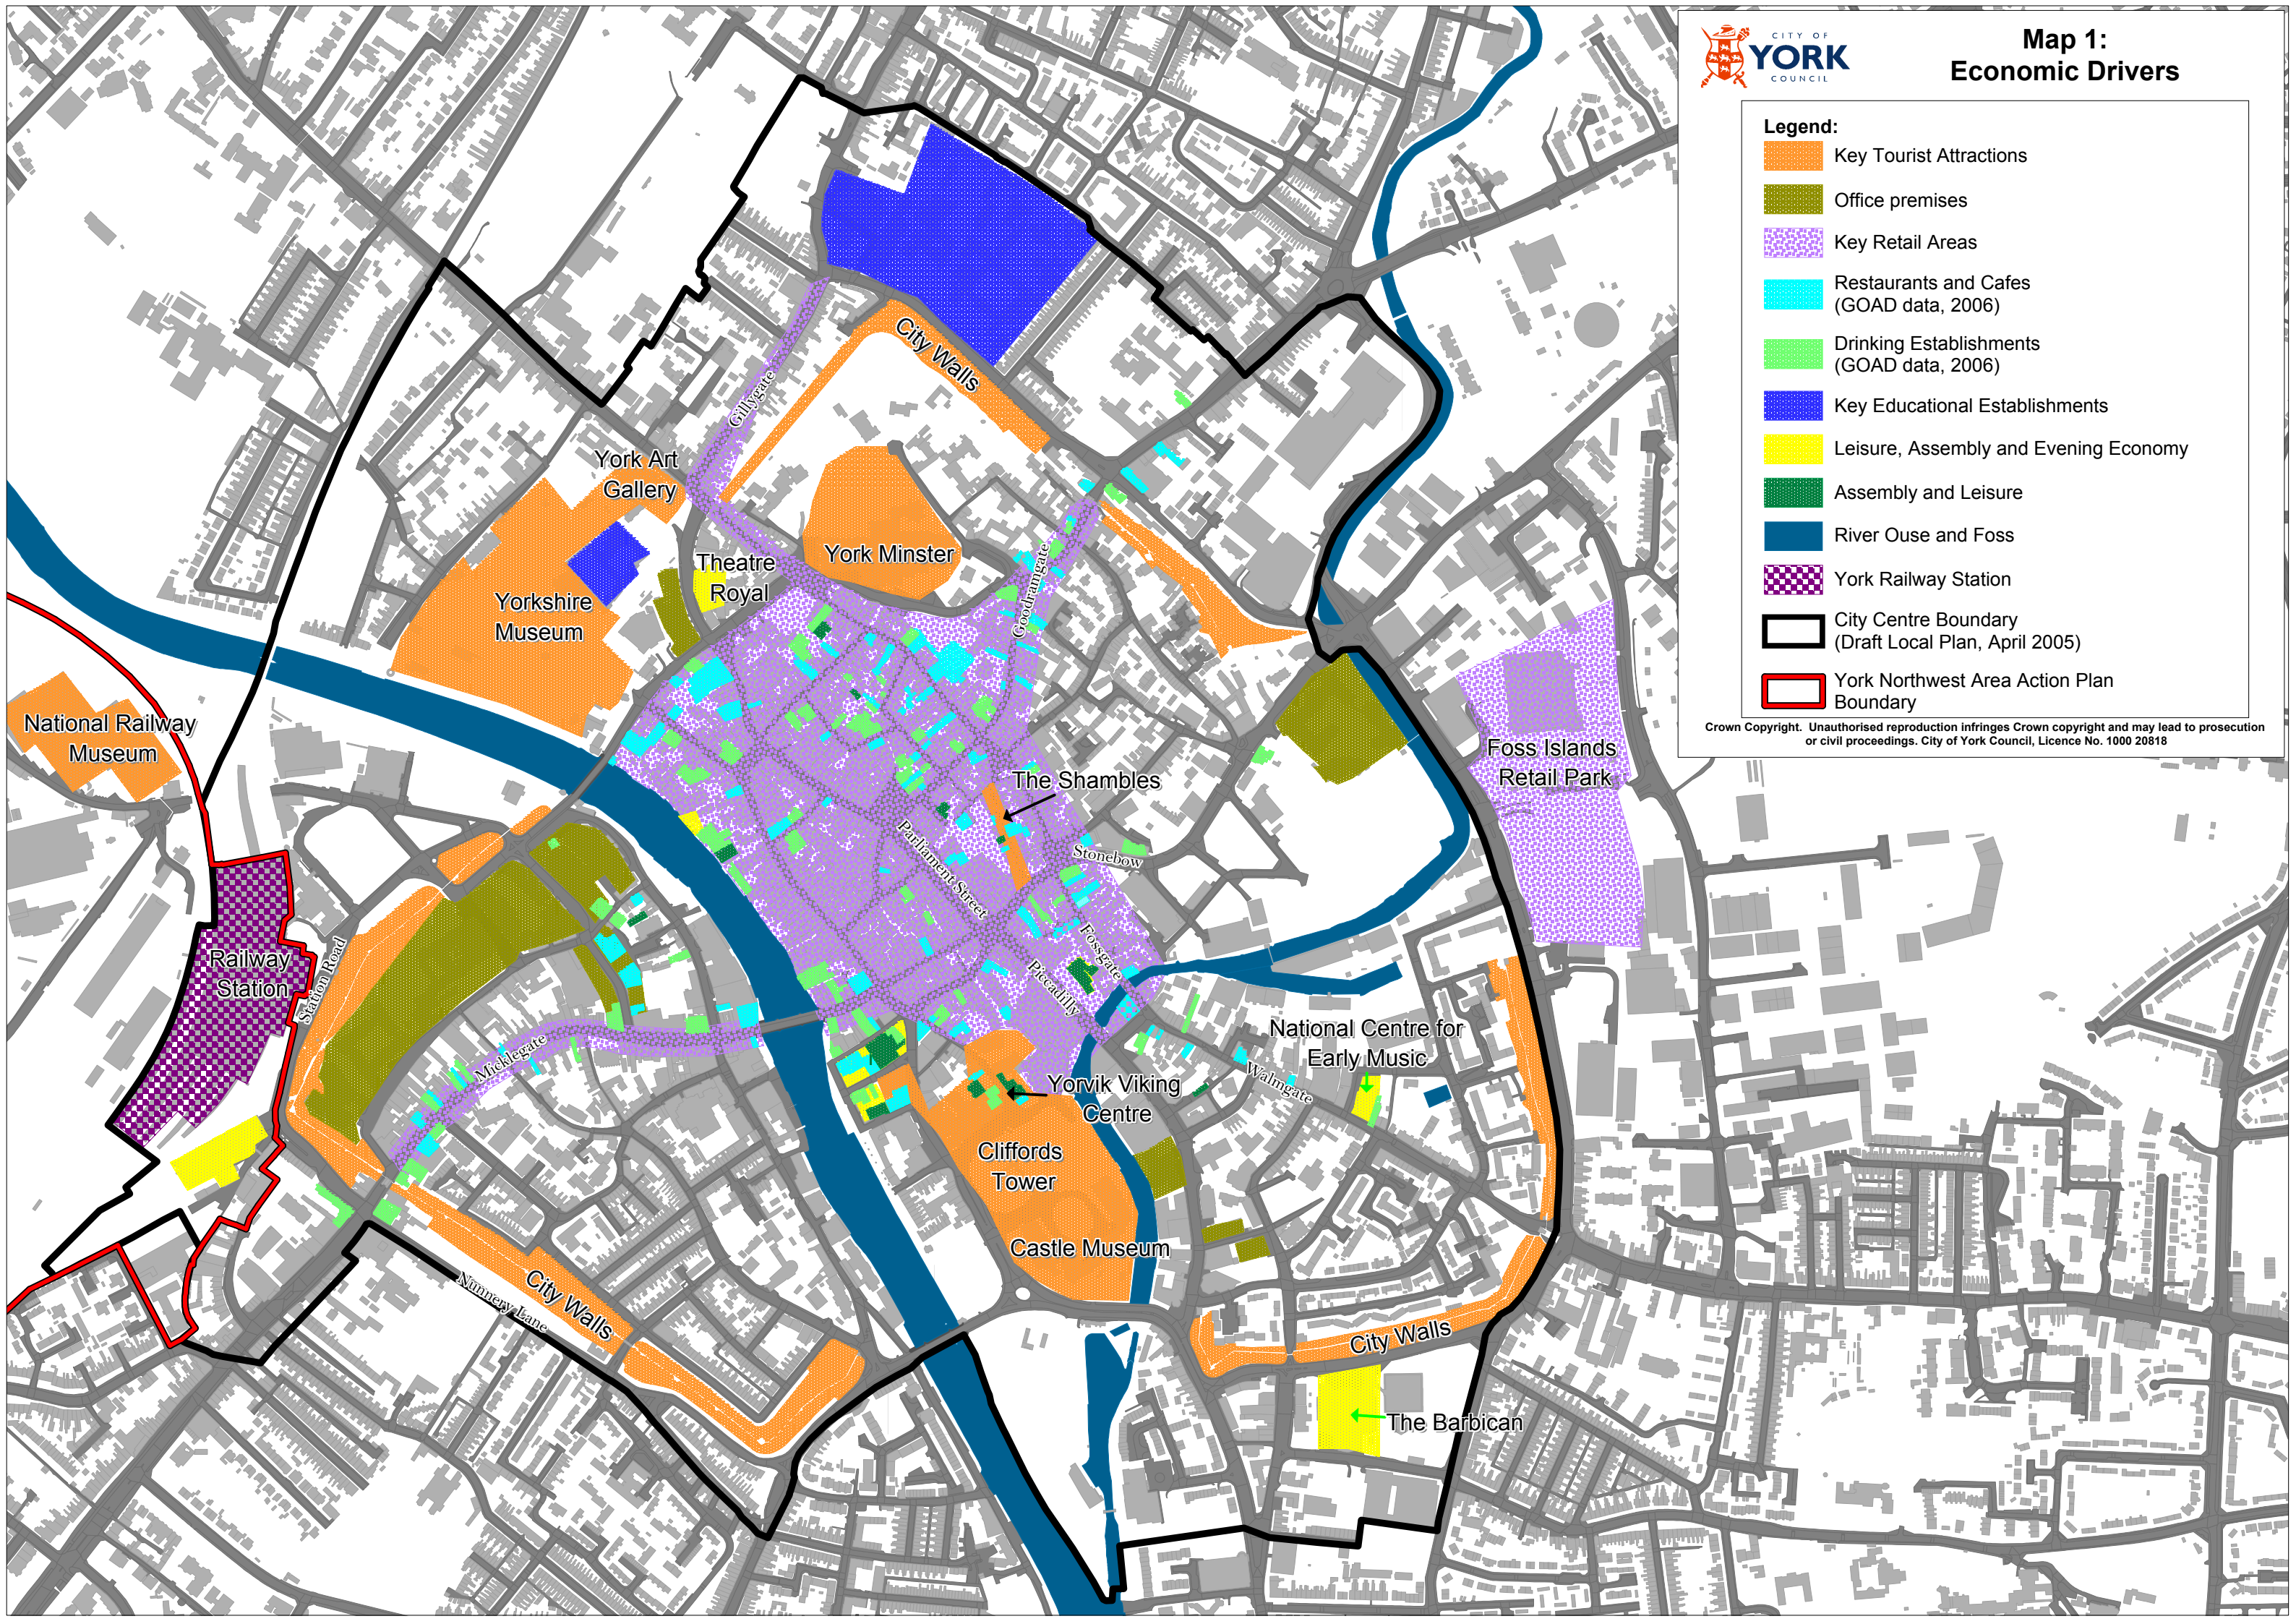 CITY OF
YORK
COUNCIL
Map 1:
Economic Drivers
Legend:
Key Tourist Attractions
Office premises
Key Retail Areas
Restaurants and Cafes
(GOAD data, 2006)
Drinking Establishments
(GOAD data, 2006)
Key Educational Establishments
Leisure, Assembly and Evening Economy
Assembly and Leisure
River Ouse and Foss
York Railway Station
City Centre Boundary
(Draft Local Plan, April 2005)
York Northwest Area Action Plan
Boundary
Crown Copyright. Unauthorised reproduction infringes Crown copyright and may lead to prosecution
or civil proceedings. City of York Council, Licence No. 1000 20818
City Walls
Gillygate
York Art
Gallery
York Minster
Theatre
Royal
Goodramgate
Yorkshire
Museum
National Railway
Museum
Foss Islands
Retail Park
The Shambles
Parliament Street
Stonebow
Fossgate
Piccadilly
Railway
Station
Station Road
Micklegate
National Centre for
Early Music
Walmgate
Yorvik Viking
Centre
Cliffords
Tower
Castle Museum
City Walls
Nunnery Lane
City Walls
The Barbican